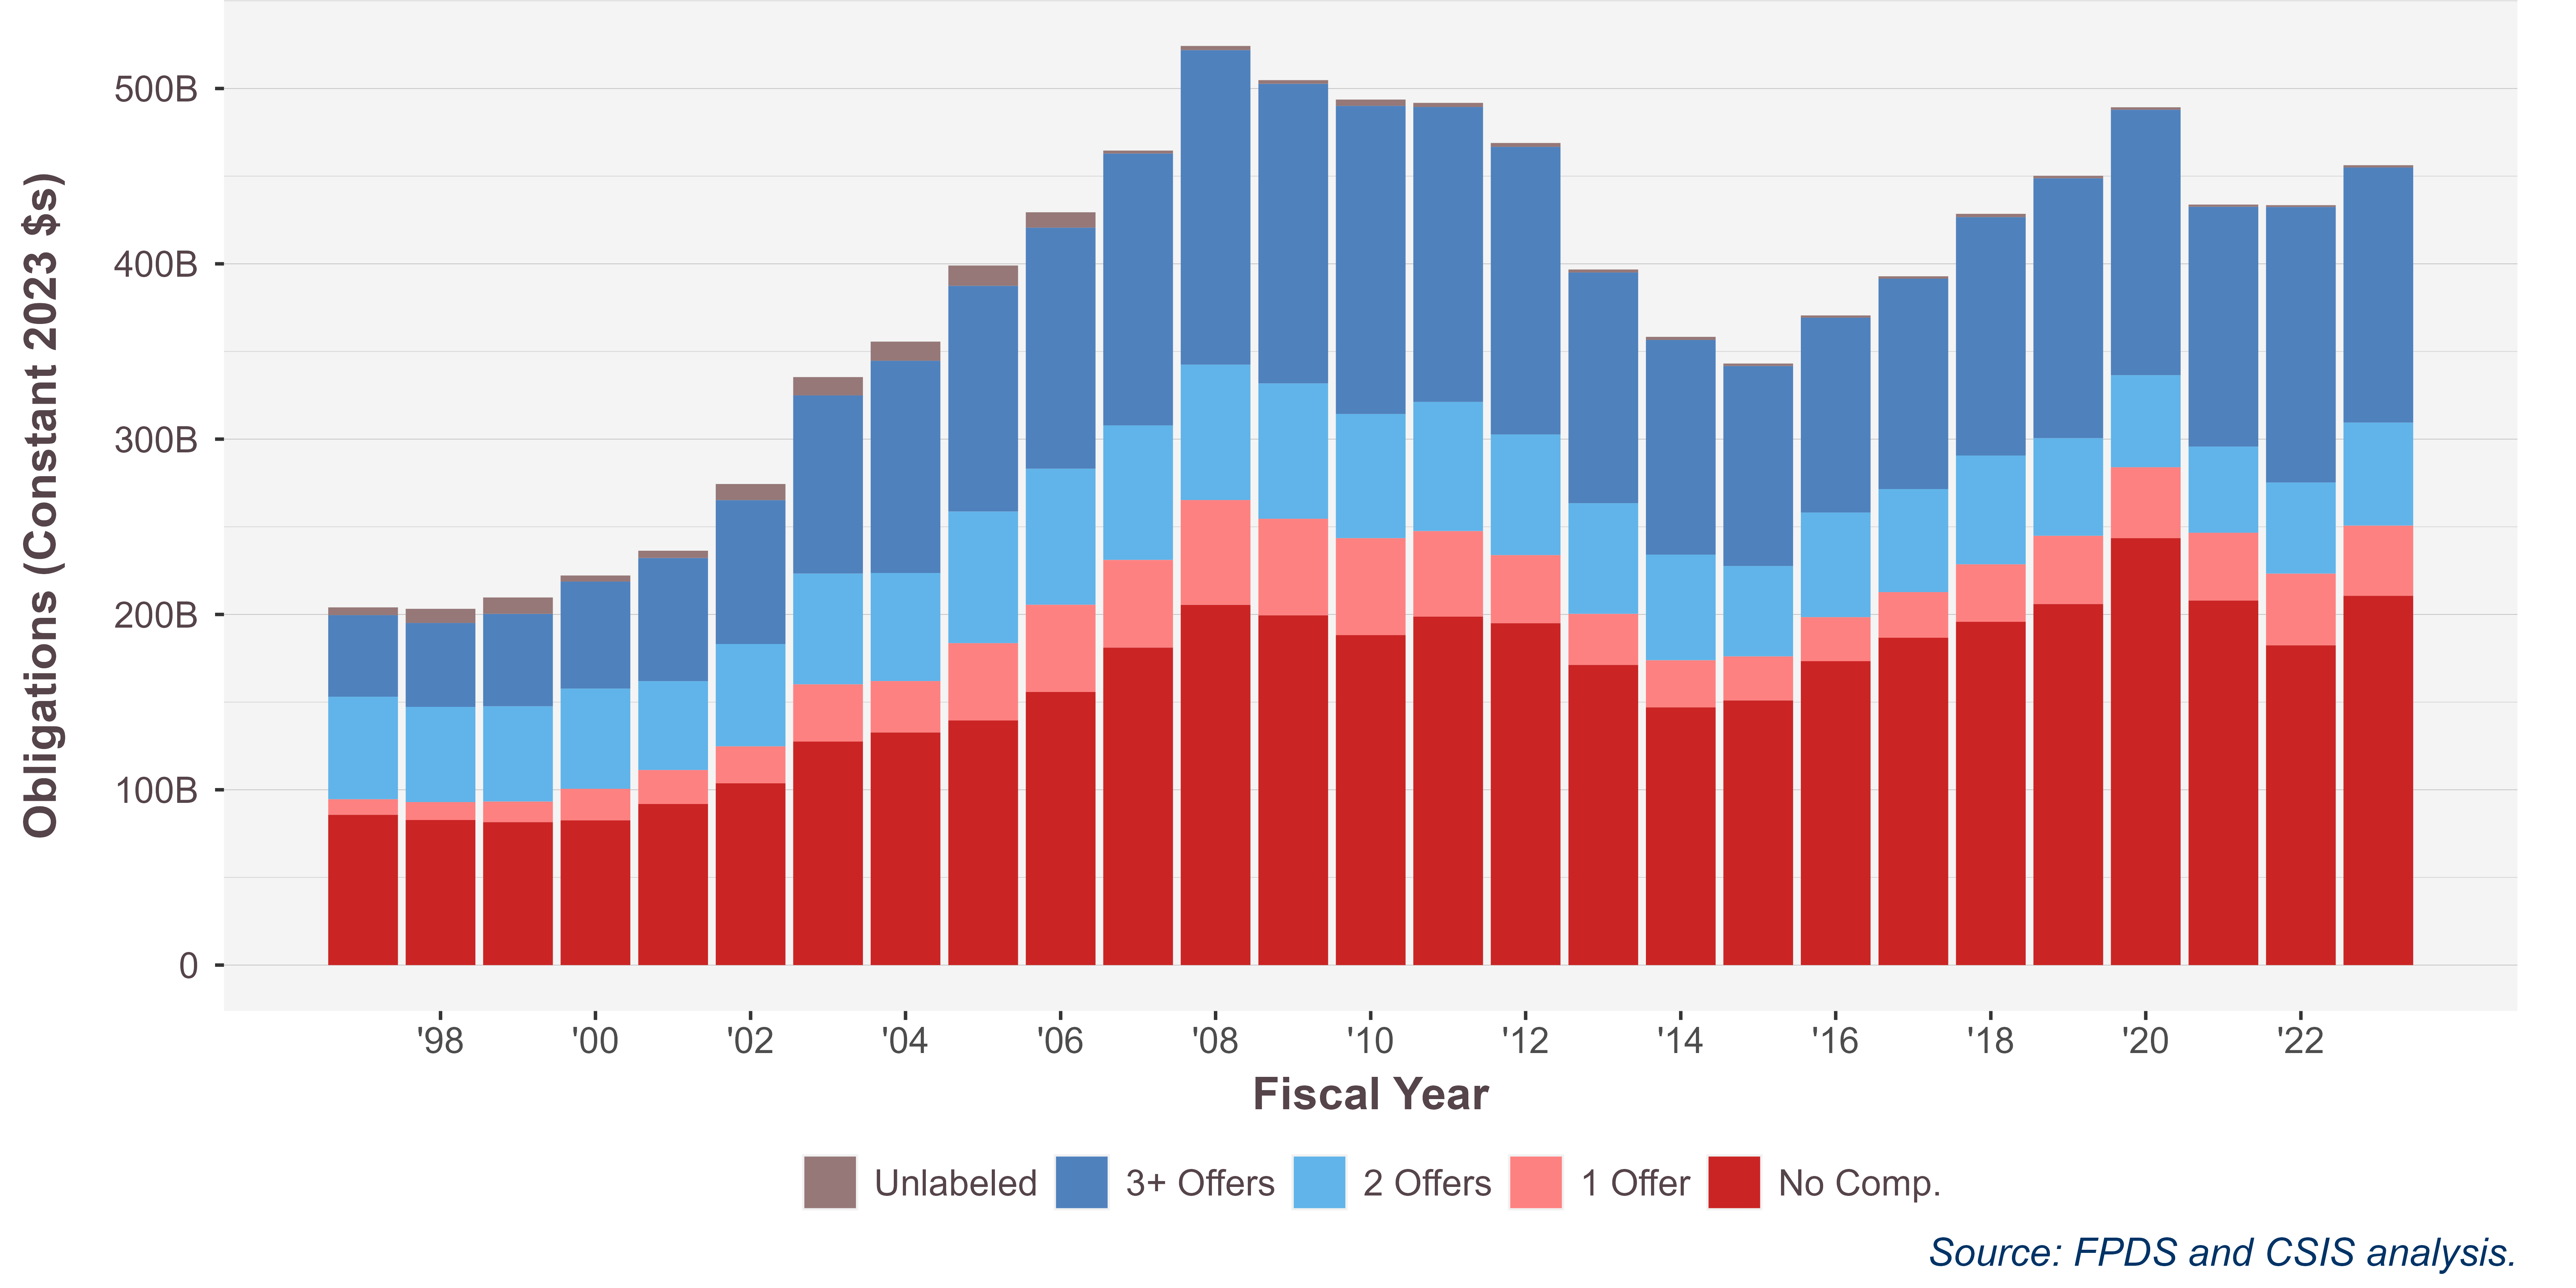 Obligations (Constant 2023 $s)
500B
400B
300B
200B
100B
0
'98 '00 '02 '04 '06 '08 '10 '12 '14 '16 '18 '20 '22
Fiscal Year
Unlabeled 3+ Offers 2 Offers 1 Offer No Comp.
Source: FPDS and CSIS analysis.